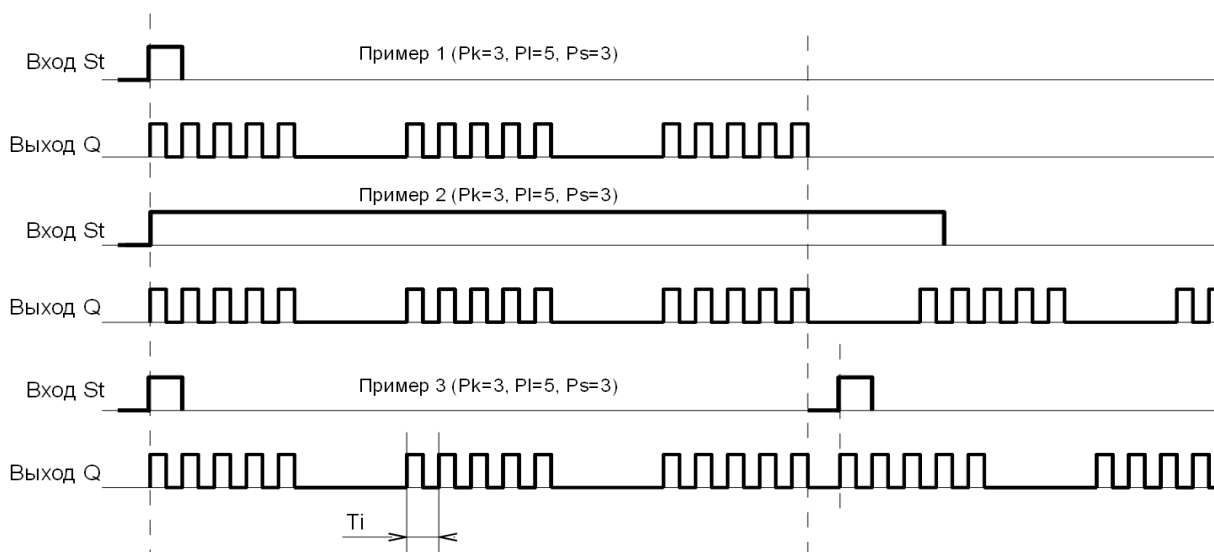 Пример 1 (Pk=3, Pl=5, Ps=3)
Вход St
Выход Q
Пример 2 (Pk=3, Pl=5, Ps=3)
Вход St
Выход Q
Пример 3 (Pk=3, Pl=5, Ps=3)
Вход St
Выход Q
Ti